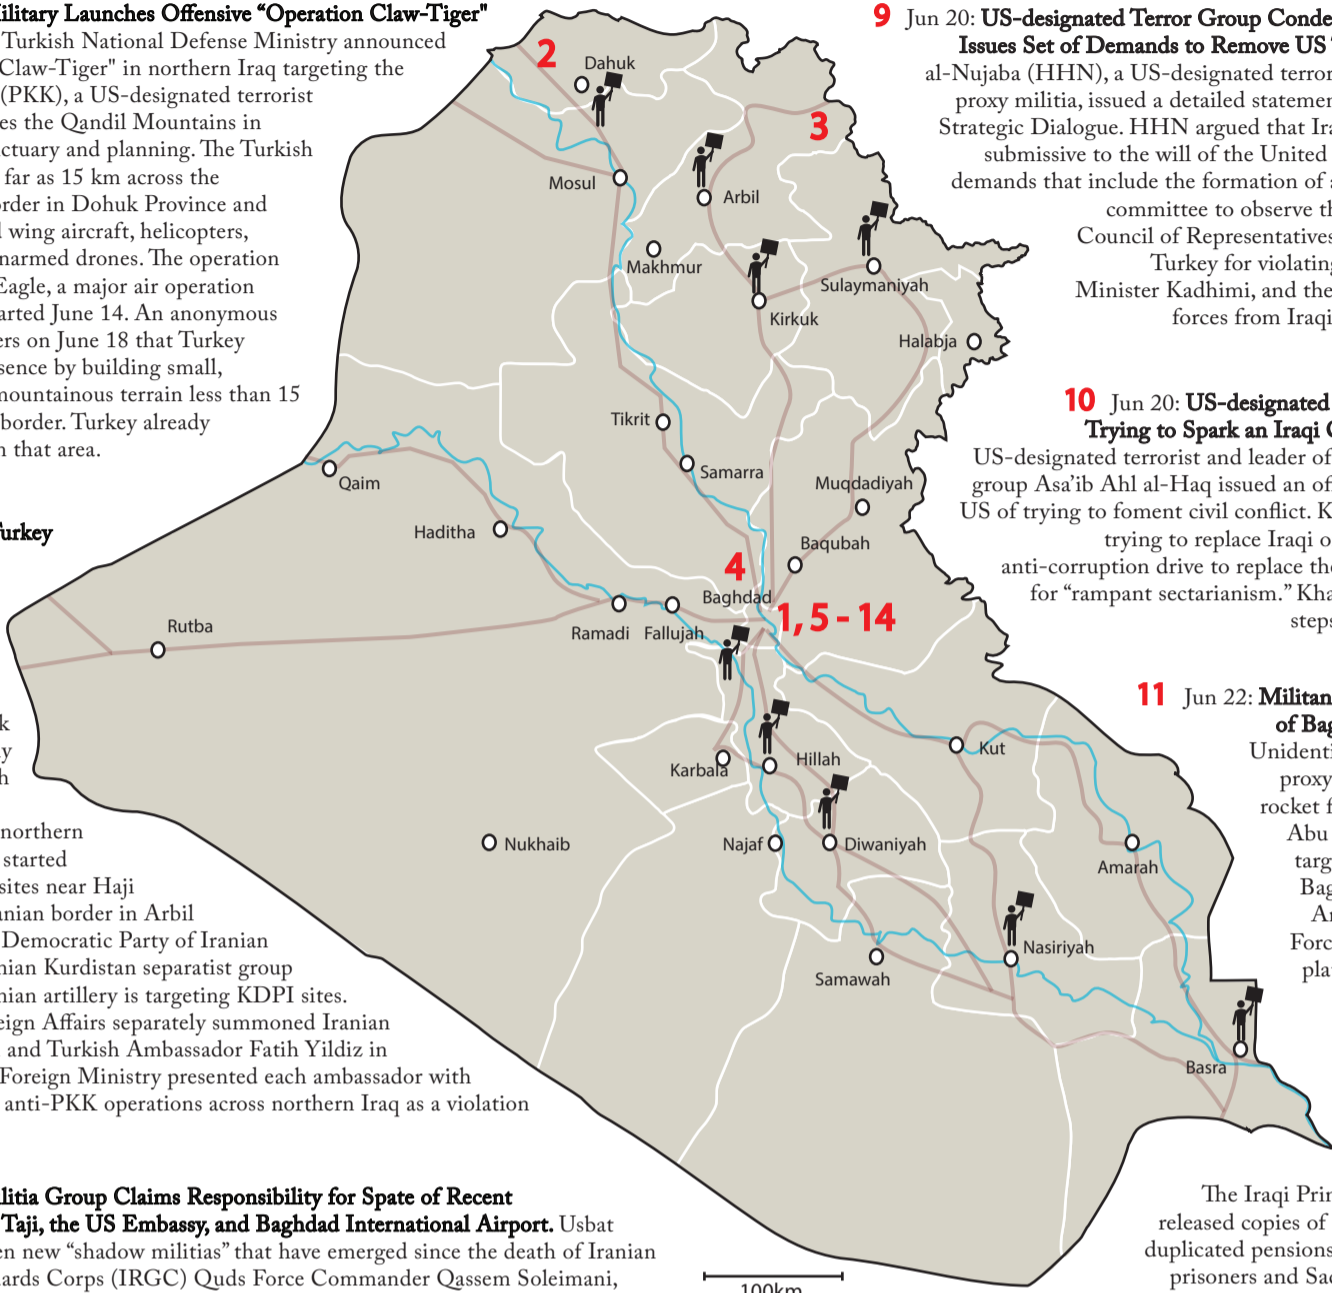 Military Launches Offensive “Operation Claw-Tiger"
Turkish National Defense Ministry announced
Claw-Tiger" in northern Iraq targeting the
(PKK), a US-designated terrorist
es the Qandil Mountains in
ctuary and planning. The Turkish
far as 15 km across the
order in Dohuk Province and
wing aircraft, helicopters,
narmed drones. The operation
Eagle, a major air operation
arted June 14. An anonymous
ers on June 18 that Turkey
sence by building small,
mountainous terrain less than 15
border. Turkey already
n that area.
Turkey
k
y
h
northern
started
sites near Haji
anian border in Arbil
Democratic Party of Iranian
nian Kurdistan separatist group
nian artillery is targeting KDPI sites.
eign Affairs separately summoned Iranian
and Turkish Ambassador Fatih Yildiz in
Foreign Ministry presented each ambassador with
anti-PKK operations across northern Iraq as a violation
litia Group Claims Responsibility for Spate of Recent
Taji, the US Embassy, and Baghdad International Airport. Usbat
en new “shadow militias” that have emerged since the death of Iranian
uards Corps (IRGC) Quds Force Commander Qassem Soleimani,
2
Dahuk
3
Mosul
Arbil
Makhmur
Sulaymaniyah
Kirkuk
Halabja
Tikrit
Samarra
Qaim
Muqdadiyah
Haditha
Baqubah
4
Baghdad
1, 5 - 14
Rutba
Ramadi
Fallujah
Kut
Karbala
Hillah
Nukhaib
Najaf
Diwaniyah
Amarah
Nasiriyah
Samawah
Basra
100km
9 Jun 20: US-designated Terror Group Conde
Issues Set of Demands to Remove US
al-Nujaba (HHN), a US-designated terror
proxy militia, issued a detailed statemen
Strategic Dialogue. HHN argued that Ira
submissive to the will of the United
demands that include the formation of a
committee to observe th
Council of Representatives
Turkey for violating
Minister Kadhimi, and the
forces from Iraqi
10 Jun 20: US-designated
Trying to Spark an Iraqi C
US-designated terrorist and leader of
group Asa’ib Ahl al-Haq issued an of
US of trying to foment civil conflict. K
trying to replace Iraqi o
anti-corruption drive to replace the
for “rampant sectarianism.” Kha
steps
11 Jun 22: Militan
of Bag
Unidenti
proxy
rocket f
Abu
targ
Bag
An
Forc
pla
The Iraqi Prin
released copies of
duplicated pensions
prisoners and Sad